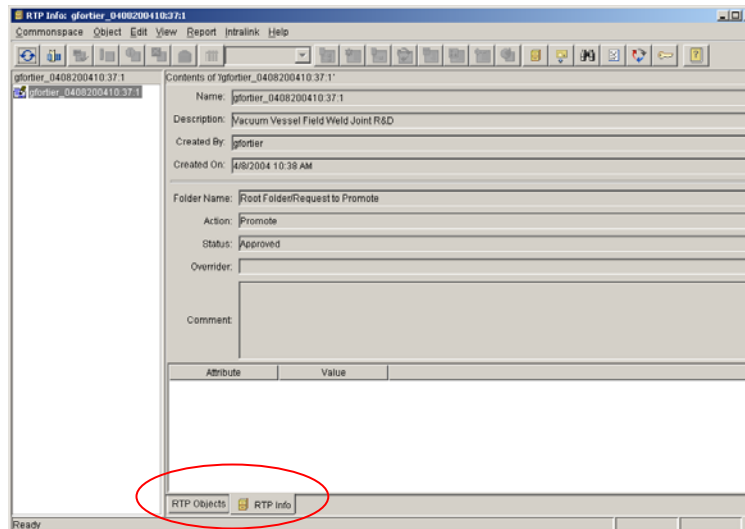 RTP Info: gfortier_0408200410:37:1
Commonspace Object Edit View Report Intralink Help
gfortier_0408200410:37:1
Contents of 'gfortier_0408200410:37:1'
gfortier_0408200410:37:1
Name: gfortier_0408200410:37:1
Description: Vacuum Vessel Field Weld Joint R&D
Created By: gfortier
Created On: 4/8/2004 10:38 AM
Folder Name: Root Folder/Request to Promote
Action: Promote
Status: Approved
Overrider:
Comment:
Attribute Value
RTP Objects RTP Info
Ready